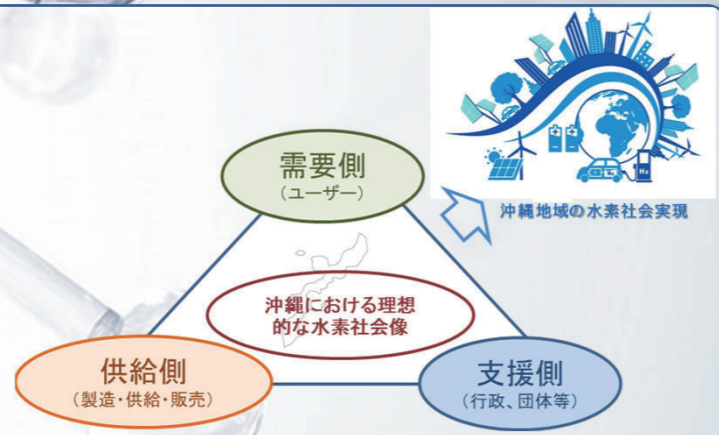 需要側
（ユーザー）
H₂
沖縄地域の水素社会実現
沖縄における理想
的な水素社会像
供給側
（製造・供給・販売）
支援側
（行政、団体等）